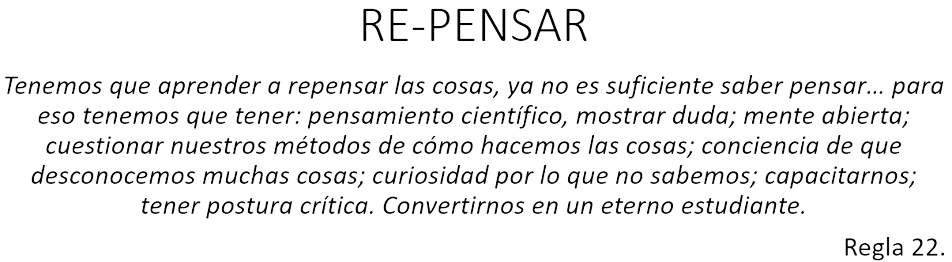 RE-PENSAR
Tenemos que aprender a repensar las cosas, ya no es suficiente saber pensar... para
eso tenemos que tener: pensamiento científico, mostrar duda; mente abierta;
cuestionar nuestros métodos de cómo hacemos las cosas; conciencia de que
desconocemos muchas cosas; curiosidad por lo que no sabemos; capacitarnos;
tener postura crítica. Convertirnos en un eterno estudiante.
Regla 22.